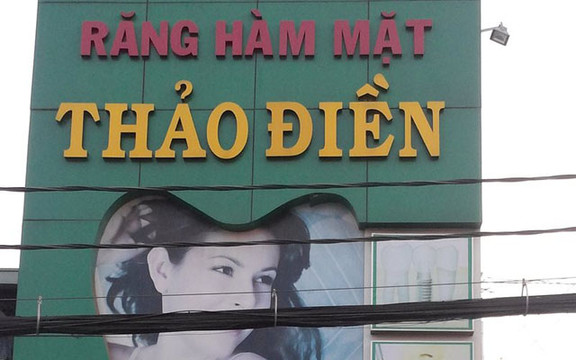 RĂNG HÀM MẶT
THẢO ĐIỀN